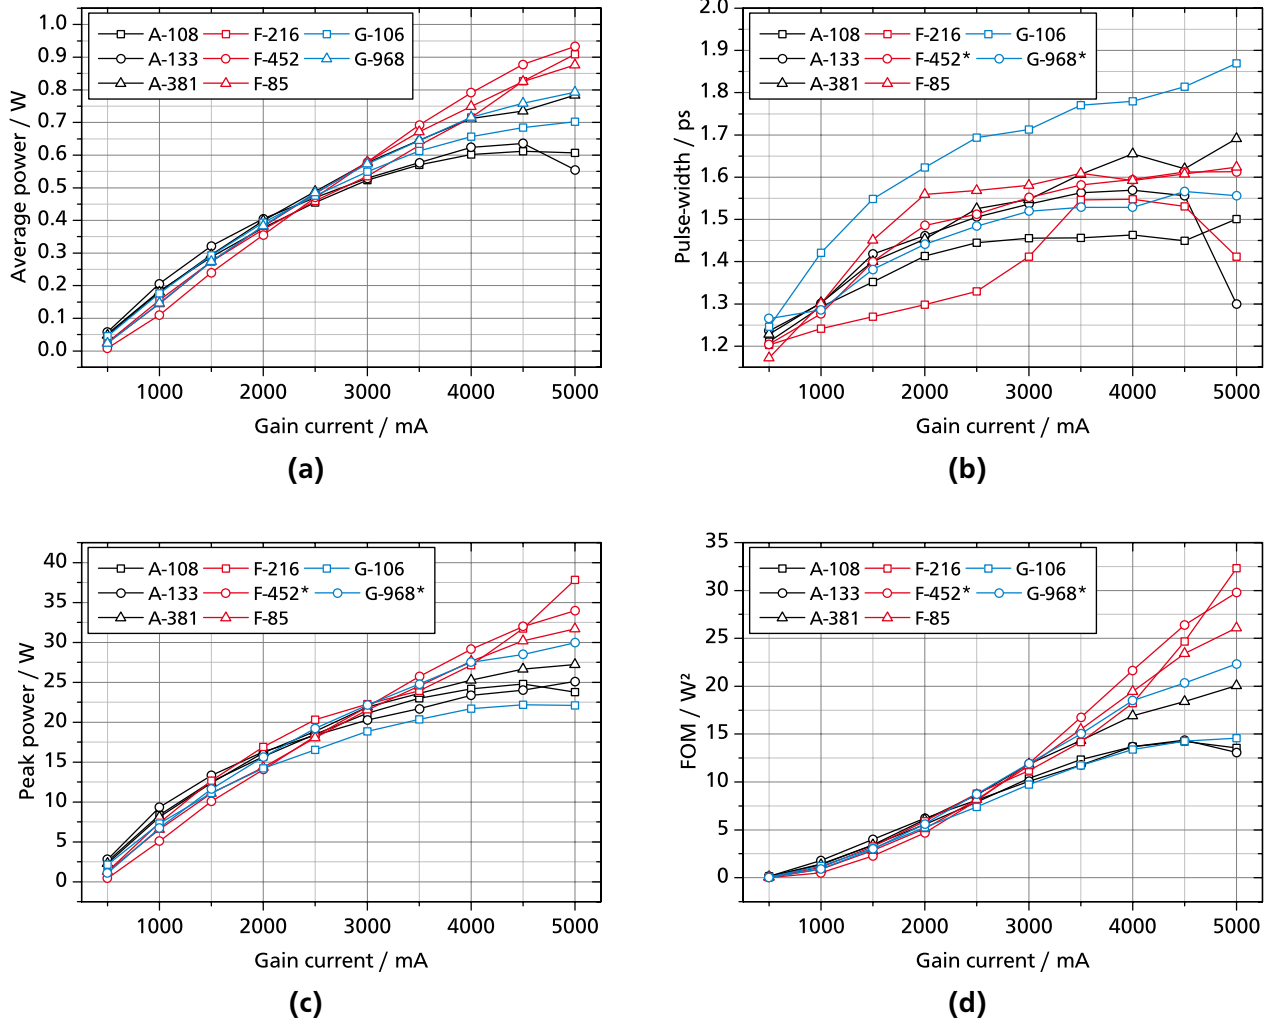 A-108 F-216 G-106
A-133 F-452 G-968
A-381 F-85
1.0
0.9
0.8
0.7
0.6
0.5
0.4
0.3
0.2
0.1
0.0
Average power / W
1000 2000 3000 4000 5000
Gain current / mA
(a)
A-108 F-216 G-106
A-133 F-452* G-968*
A-381 F-85
2.0
1.9
1.8
1.7
1.6
1.5
1.4
1.3
1.2
Pulse-width / ps
1000 2000 3000 4000 5000
Gain current / mA
(b)
A-108 F-216 G-106
A-133 F-452* G-968*
A-381 F-85
40
35
30
25
20
15
10
5
0
Peak power / W
1000 2000 3000 4000 5000
Gain current / mA
(c)
A-108 F-216 G-106
A-133 F-452* G-968*
A-381 F-85
35
30
25
20
15
10
5
0
FOM / W²
1000 2000 3000 4000 5000
Gain current / mA
(d)